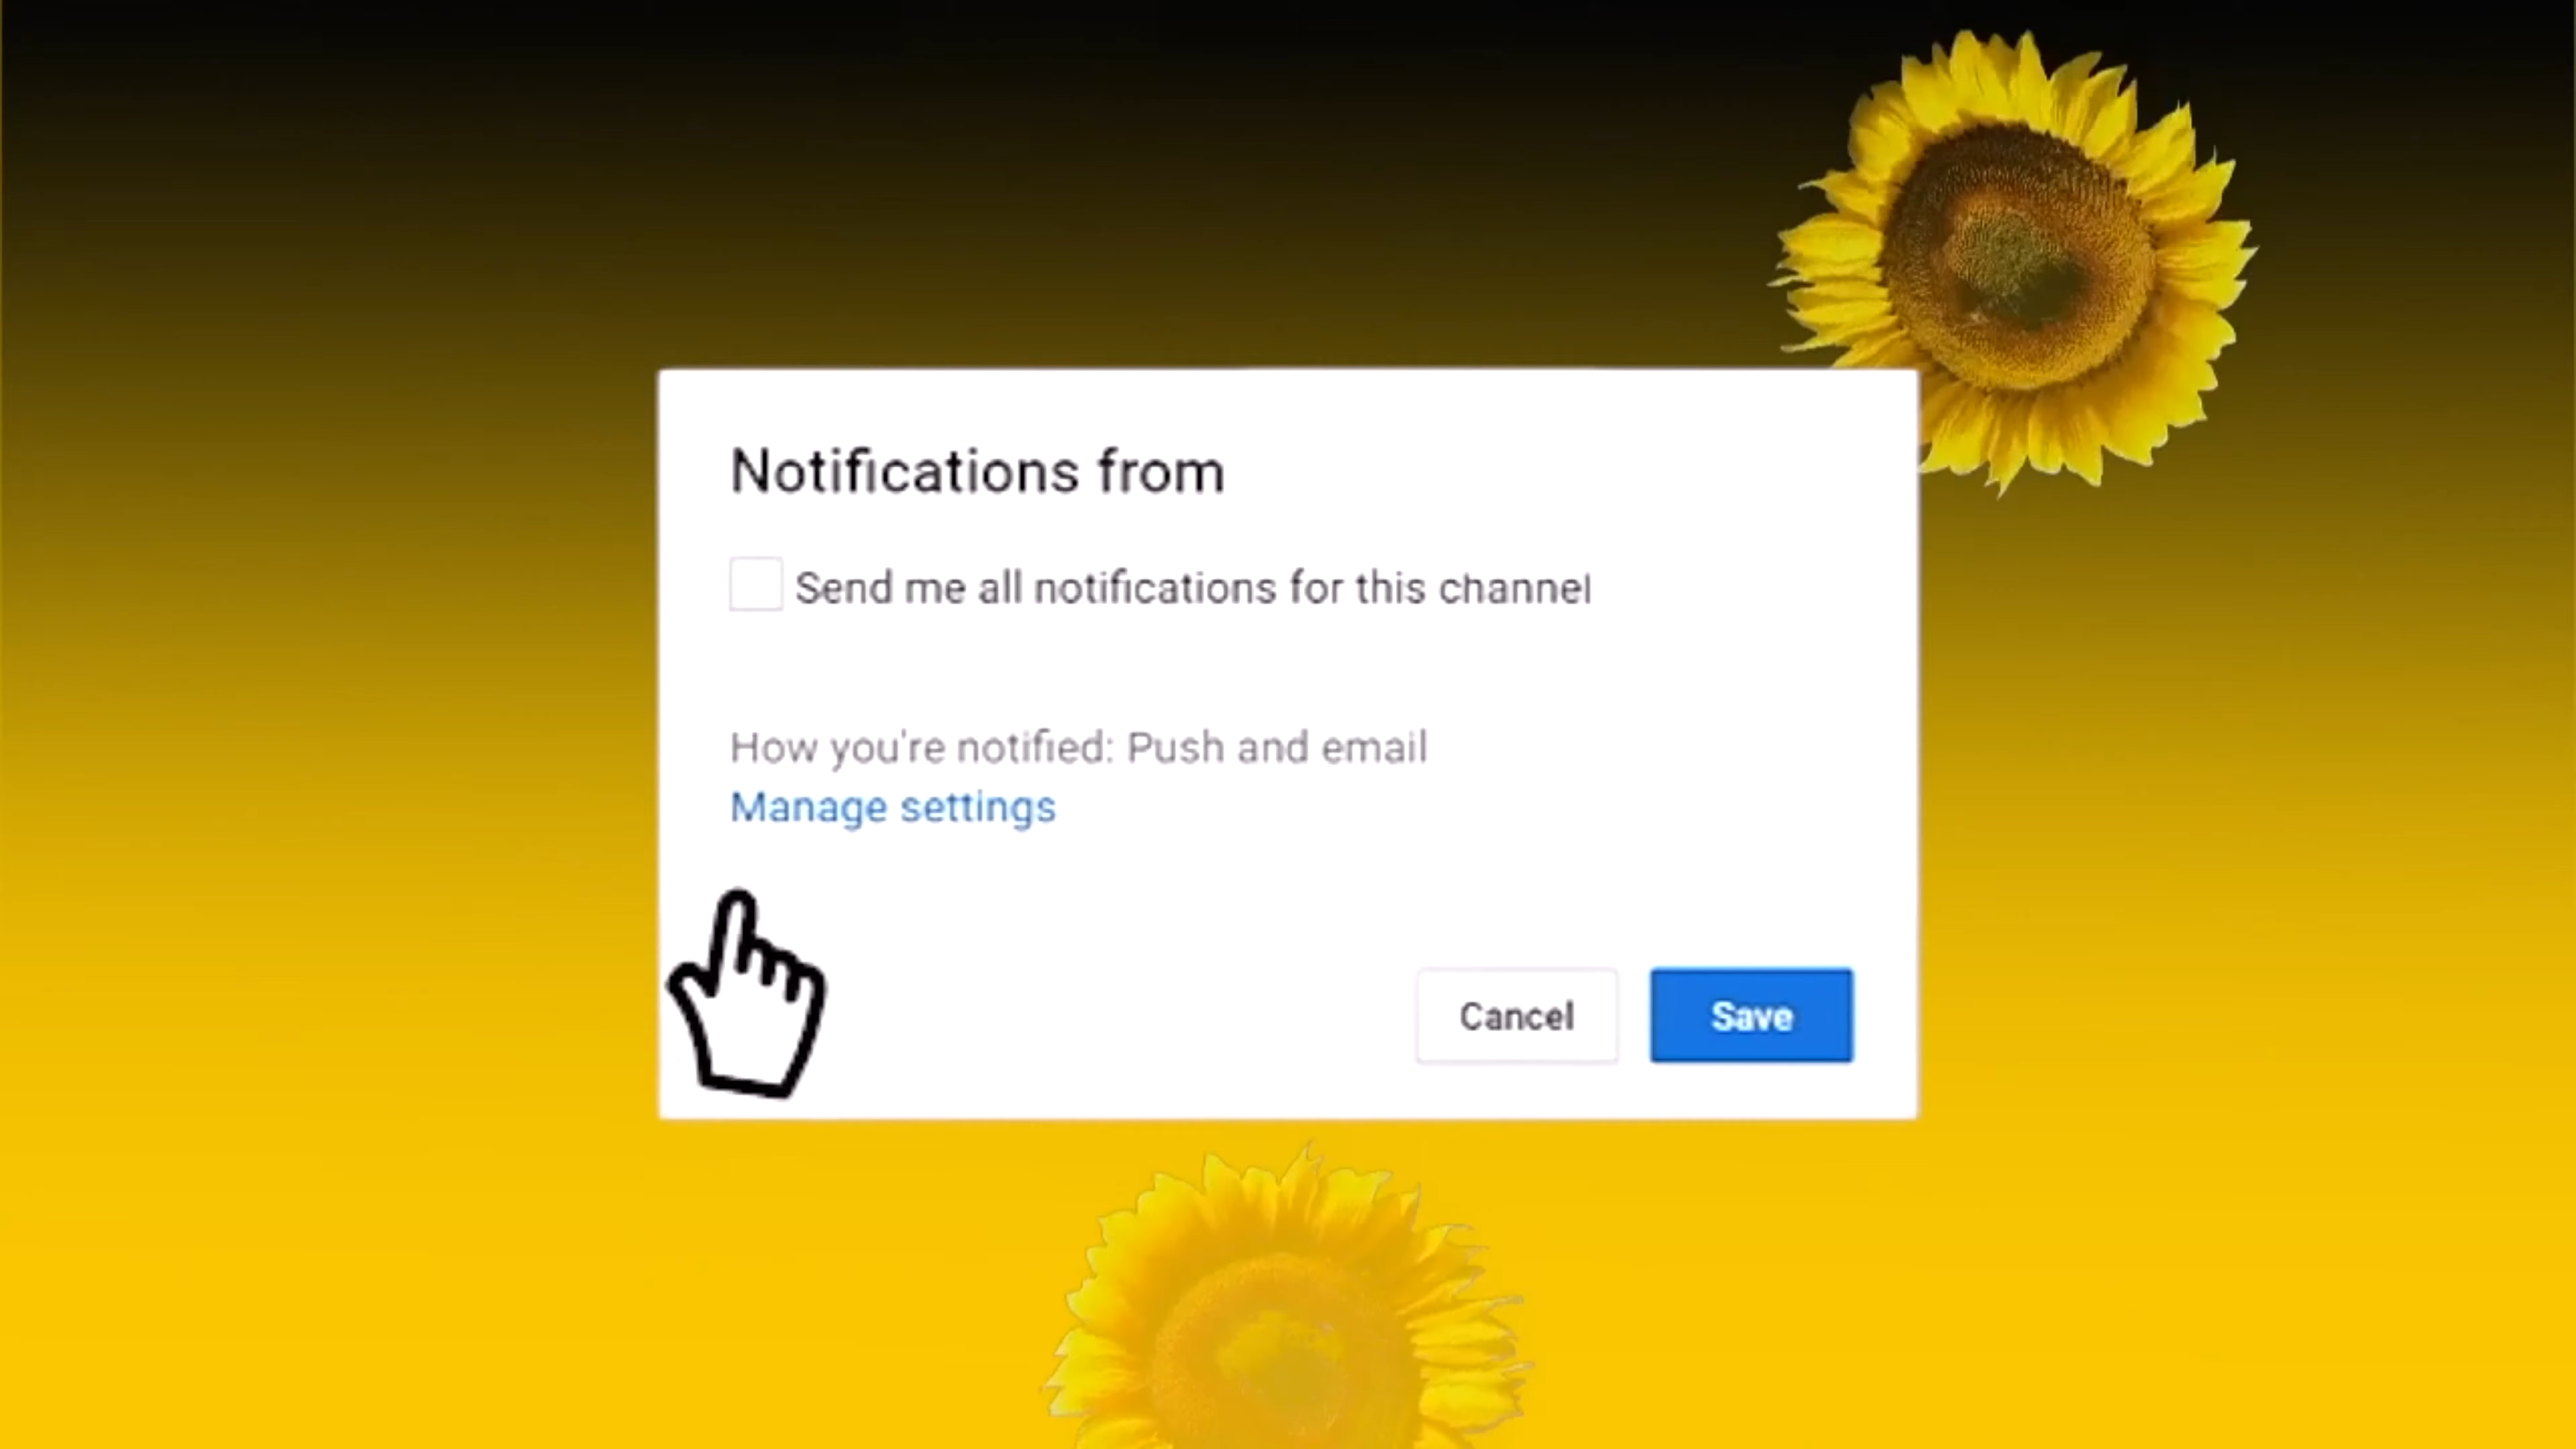 Notifications from
Send me all notifications for this channel
How you're notified: Push and email
Manage settings
Cancel
Save